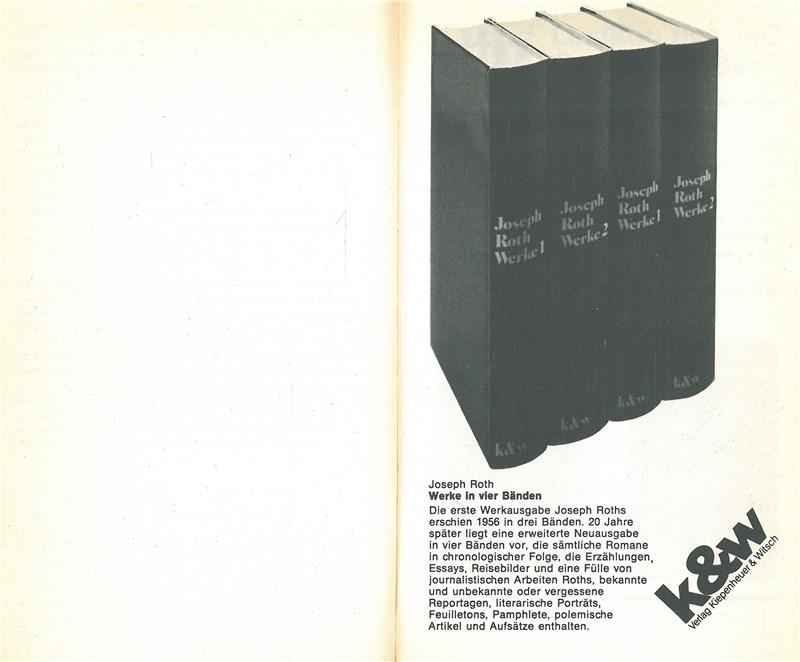 Joseph
Roth
Werke 1
Joseph
Roth
Werke 2
Joseph
Roth
Werke 1
Joseph
Roth
Werke 2
k&w
k&w
k&w
k&w
Joseph Roth
Werke in vier Bänden
Die erste Werkausgabe Joseph Roths
erschien 1956 in drei Bänden. 20 Jahre
später liegt eine erweiterte Neuausgabe
in vier Bänden vor, die sämtliche Romane
in chronologischer Folge, die Erzählungen,
Essays, Reisebilder und eine Fülle von
journalistischen Arbeiten Roths, bekannte
und unbekannte oder vergessene
Reportagen, literarische Porträts,
Feuilletons, Pamphlete, polemische
Artikel und Aufsätze enthalten.
k&w
Verlag Kiepenheuer & Witsch